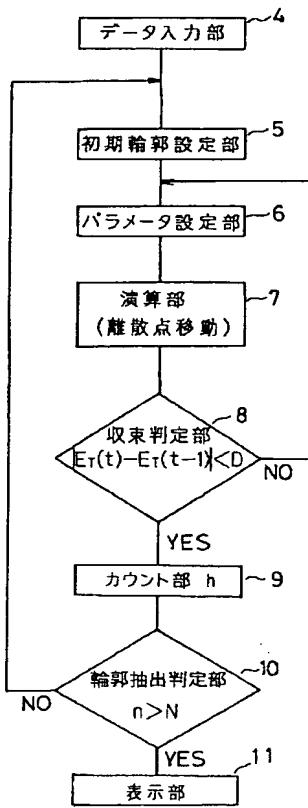 4
データ入力部
5
初期輪郭設定部
6
パラメータ設定部
7
演算部
(離散点移動)
8
収束判定部
|ET(t)-ET(t-1)|<D
NO
YES
カウント部 h
9
10
輪郭抽出判定部
n>N
NO
YES
11
表示部